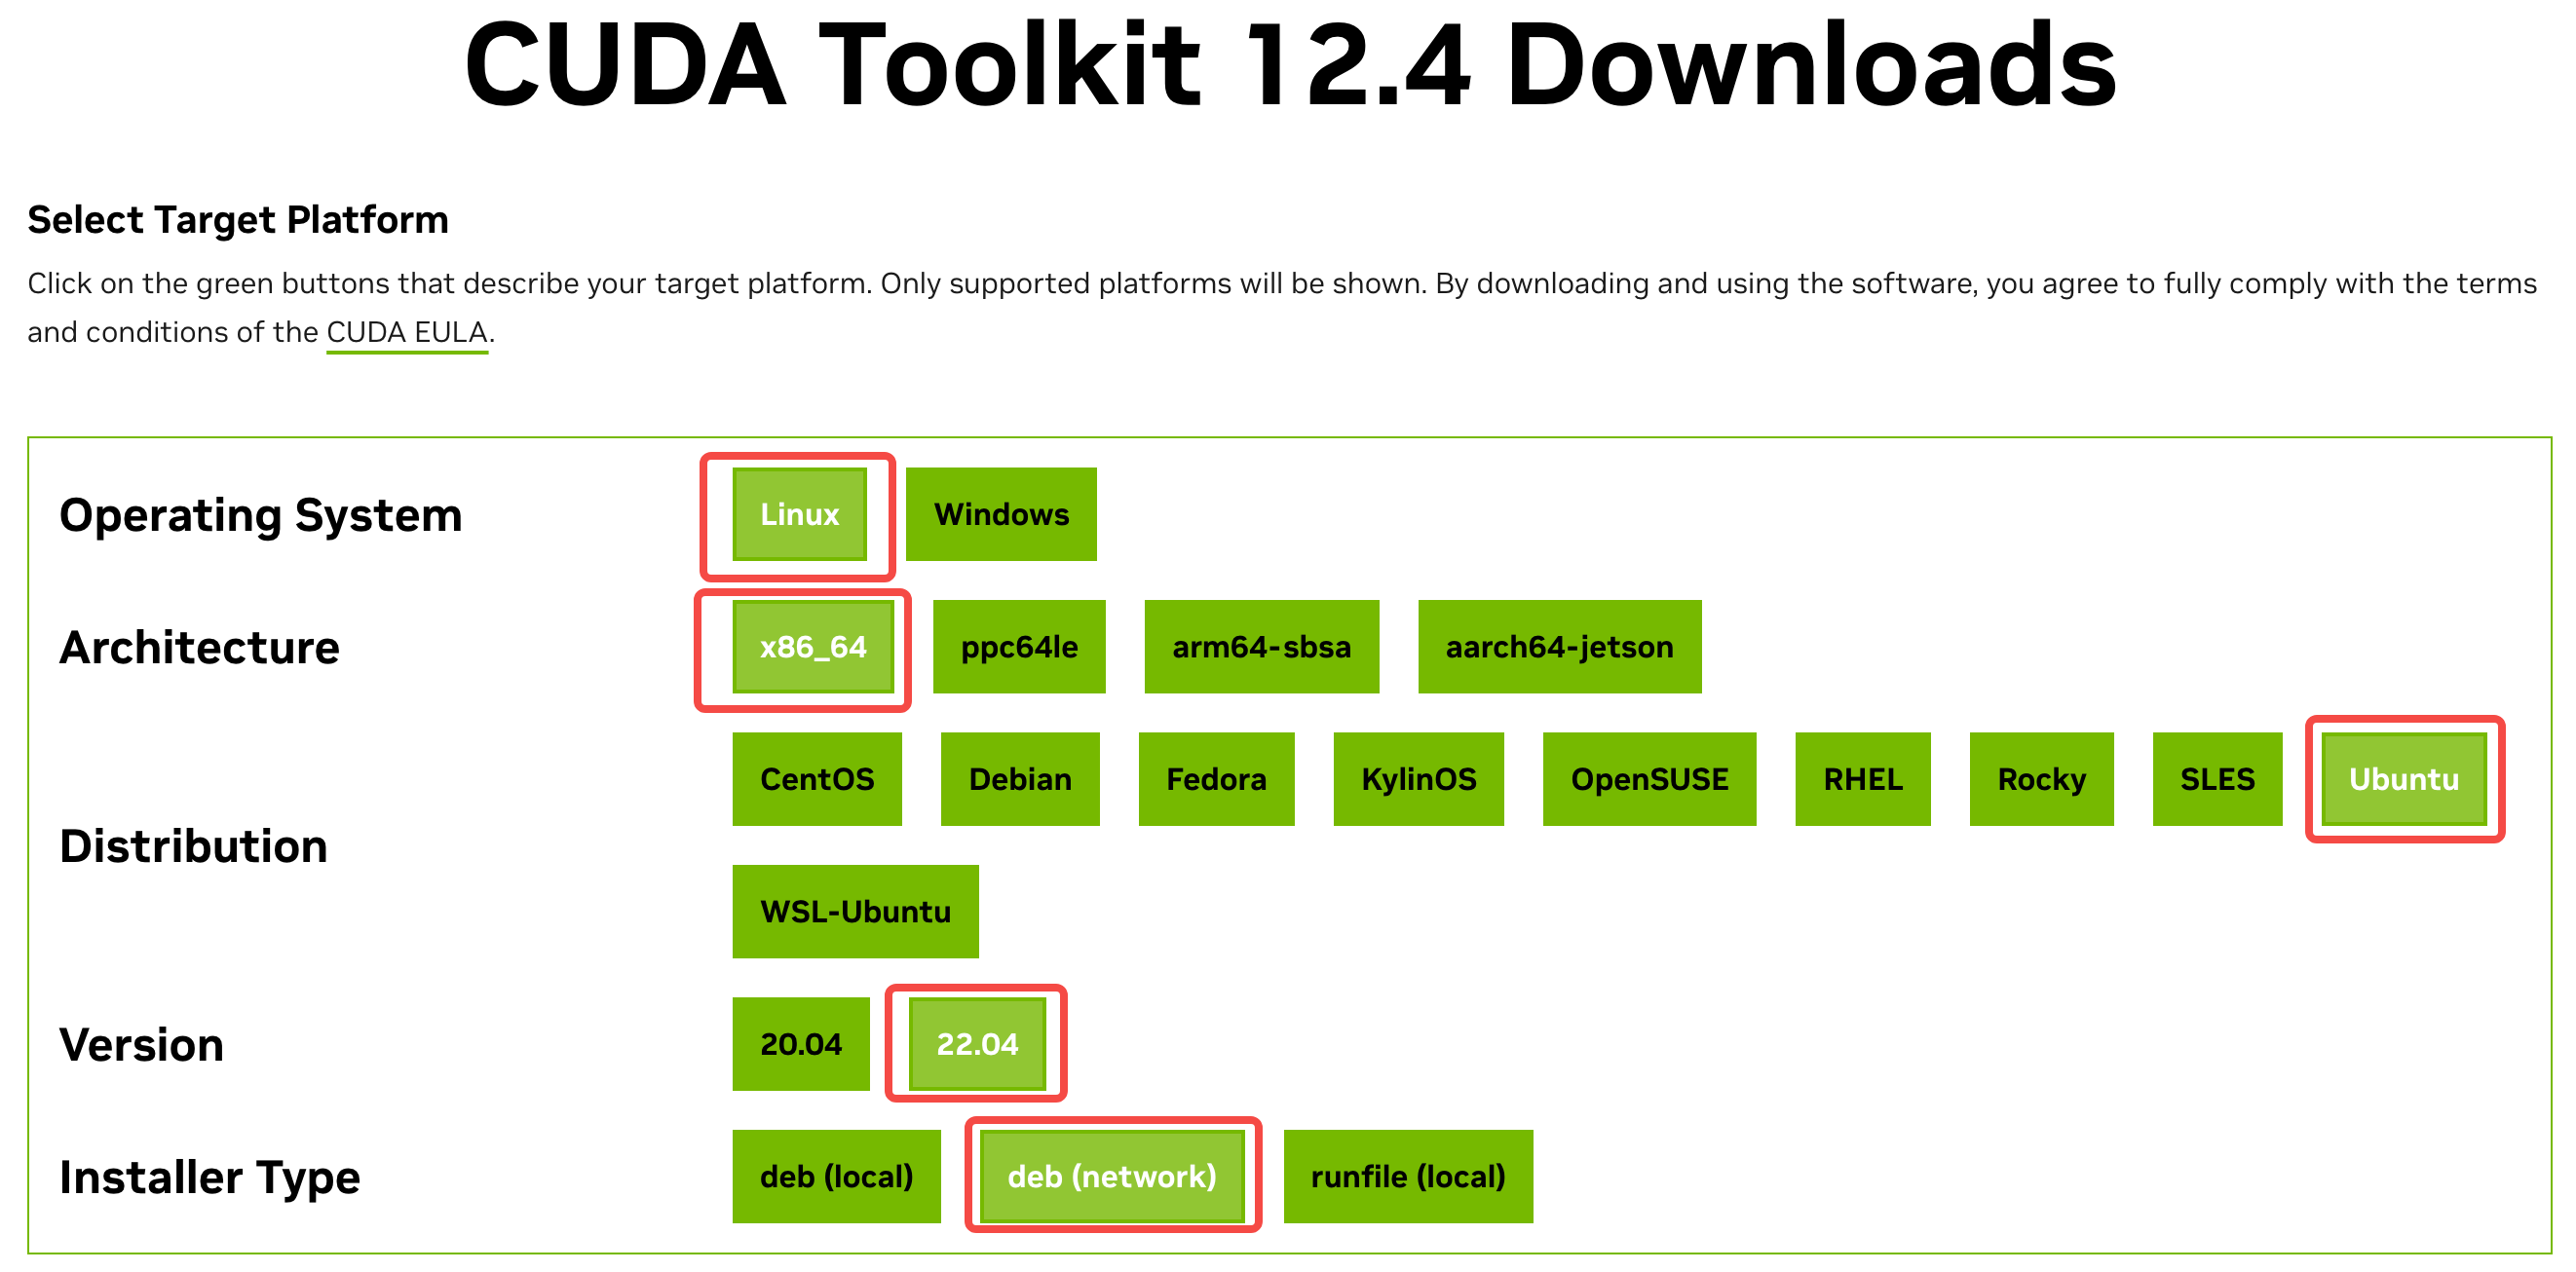 CUDA Toolkit 12.4 Downloads
Select Target Platform
Click on the green buttons that describe your target platform. Only supported platforms will be shown. By downloading and using the software, you agree to fully comply with the terms
and conditions of the CUDA EULA.
Operating System Linux Windows
Architecture x86_64 ppc64le arm64-sbsa aarch64-jetson
Distribution
CentOS Debian Fedora KylinOS OpenSUSE RHEL Rocky SLES Ubuntu
WSL-Ubuntu
Version 20.04 22.04
Installer Type deb (local) deb (network) runfile (local)